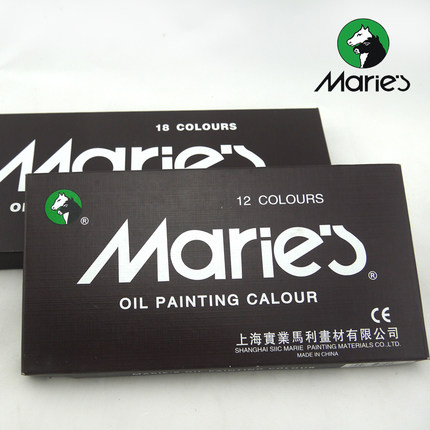 Marie's
18 COLOURS
Marie's
12 COLOURS
®
Marie's®
OIL PAINTING CALOUR
CE
上海實業馬利畫材有限公司
SHANGHAI SIIC MARIE PAINTING MATERIALS CO.,LTD.
MADE IN CHINA